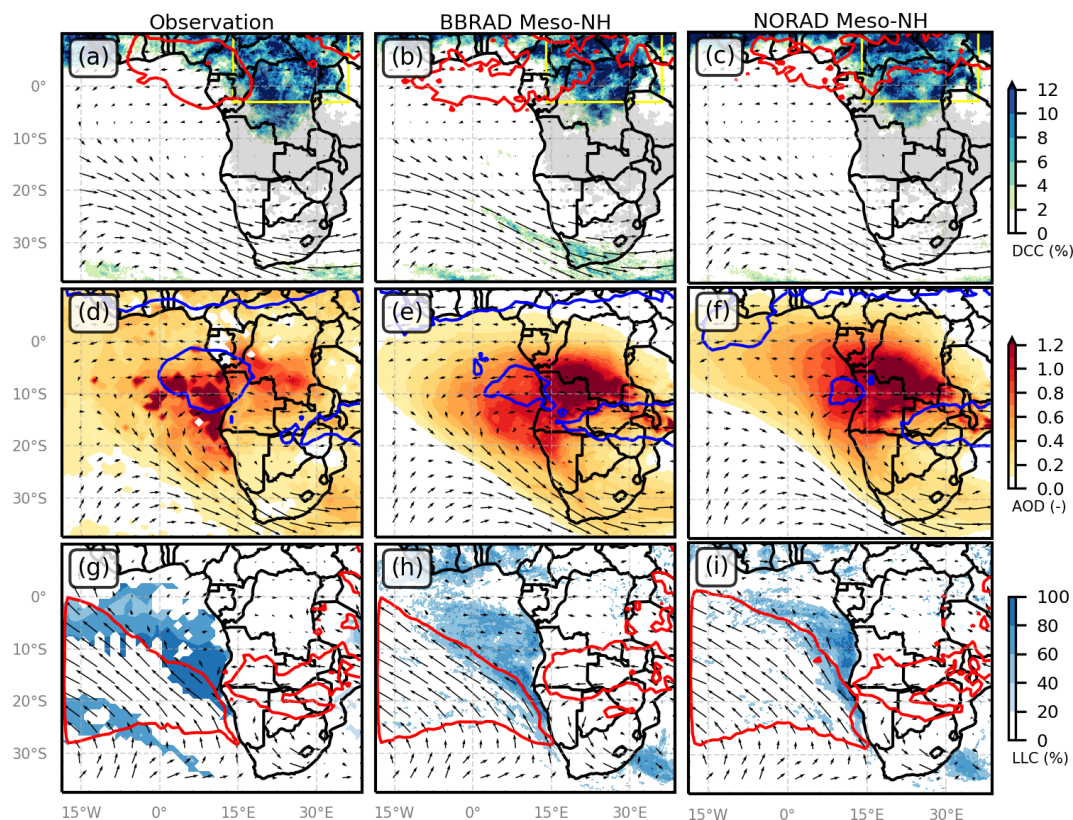 Observation BBRAD Meso-NH NORAD Meso-NH
(a) (b) (c)
0°
10°S
20°S
30°S
12
10
8
6
4
2
0
DCC (%)
(d) (e) (f)
0°
10°S
20°S
30°S
1.2
1.0
0.8
0.6
0.4
0.2
0.0
AOD (-)
(g) (h) (i)
0°
10°S
20°S
30°S
100
80
60
40
20
0
LLC (%)
15°W 0° 15°E 30°E 15°W 0° 15°E 30°E 15°W 0° 15°E 30°E